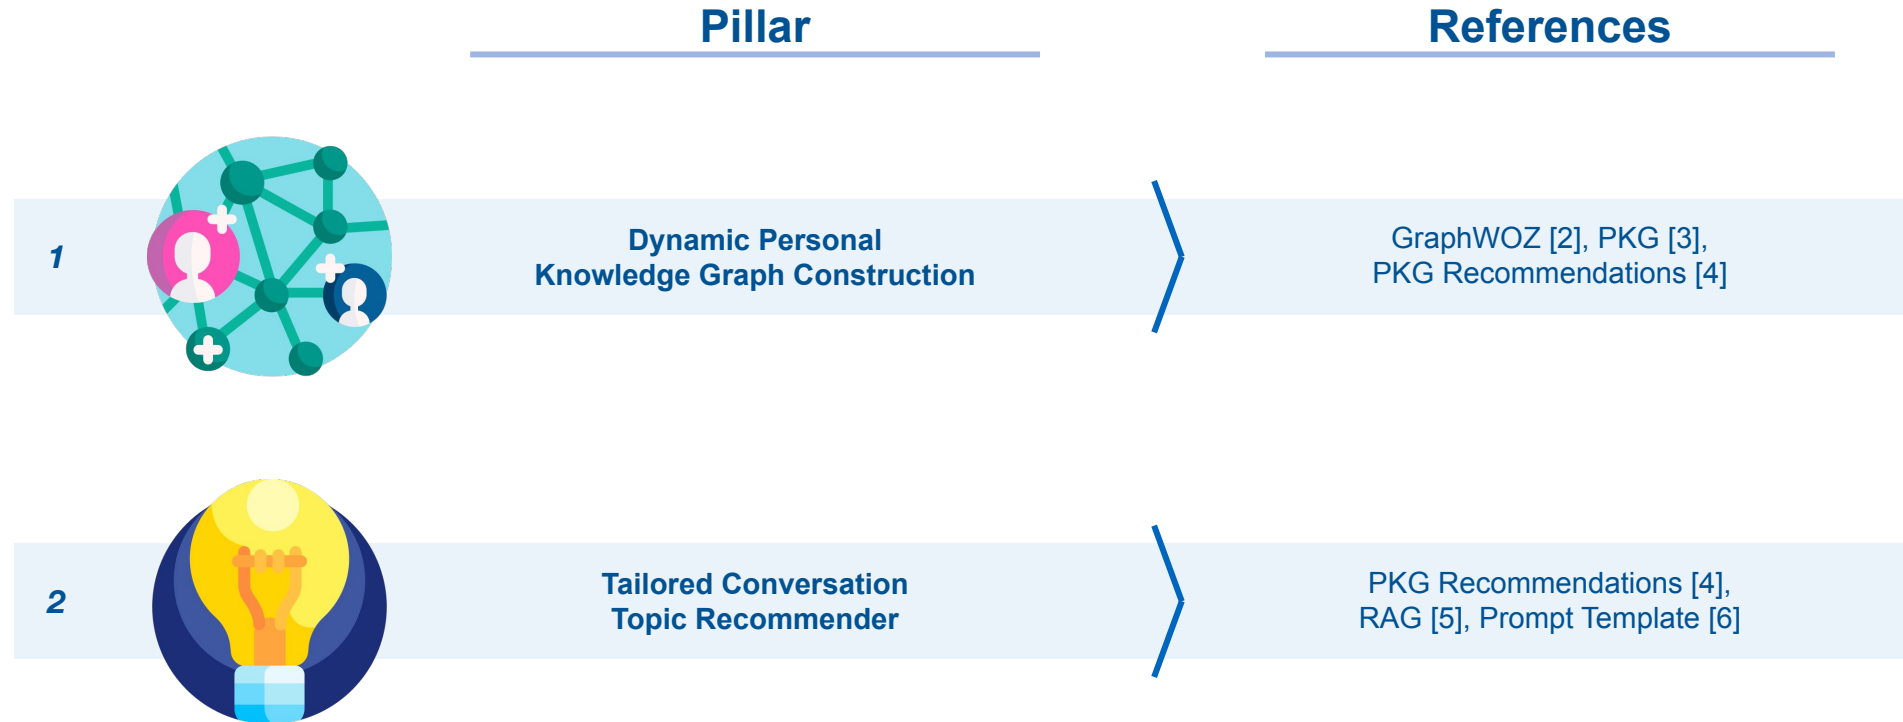 Pillar
References
1
Dynamic Personal
Knowledge Graph Construction
GraphWOZ [2], PKG [3],
PKG Recommendations [4]
2
Tailored Conversation
Topic Recommender
PKG Recommendations [4],
RAG [5], Prompt Template [6]